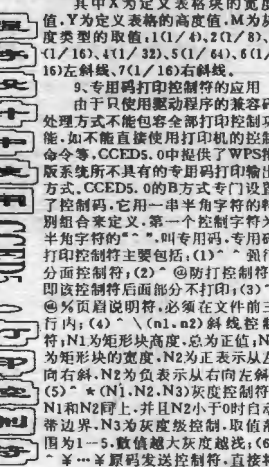 其中X为定义表格块的宽度
值,Y为定义表格的高度值,M为灰
度类型的取值:1(1/4)、2(1/8)、
(1/16)、4(1/32)、5(1/64)、6(1/
16)左斜线、7(1/16)右斜线。
9、专用码打印控制符的应用
由于只使用驱动程序的兼容码
处理方式不能包容全部打印控制功
能,如不能直接使用打印机的控制
命令等,CCED5.0中提供了WPS排
版系统所不具有的专用码打印输出
方式。CCED5.0的B方式专门设置
了控制码,它用一串半角字符的特
别组合来定义,第一个控制字符为
半角字符的"^",叫专用码,专用码
打印控制符主要包括:(1)^ 强行
分面控制符;(2)^ @防打控制符
即该控制符后面部分不打印;(3)^
@%页眉说明符,必须在文件前三
行内;(4)^ \(n1.n2)斜线控制
符;N1为矩形块高度,总为正值;N
为矩形块的宽度,N2为正表示从左
向右斜,N2为负表示从右向左斜
(5)^ *(N1.N2.N3)灰度控制符
N1和N2同上,并且N2小于0时自动
带边界,N3为灰度级控制,取值范
围为1—5,数值越大灰度越浅;(6
^ ¥…¥原码发送控制符,直接将
CCED5.0